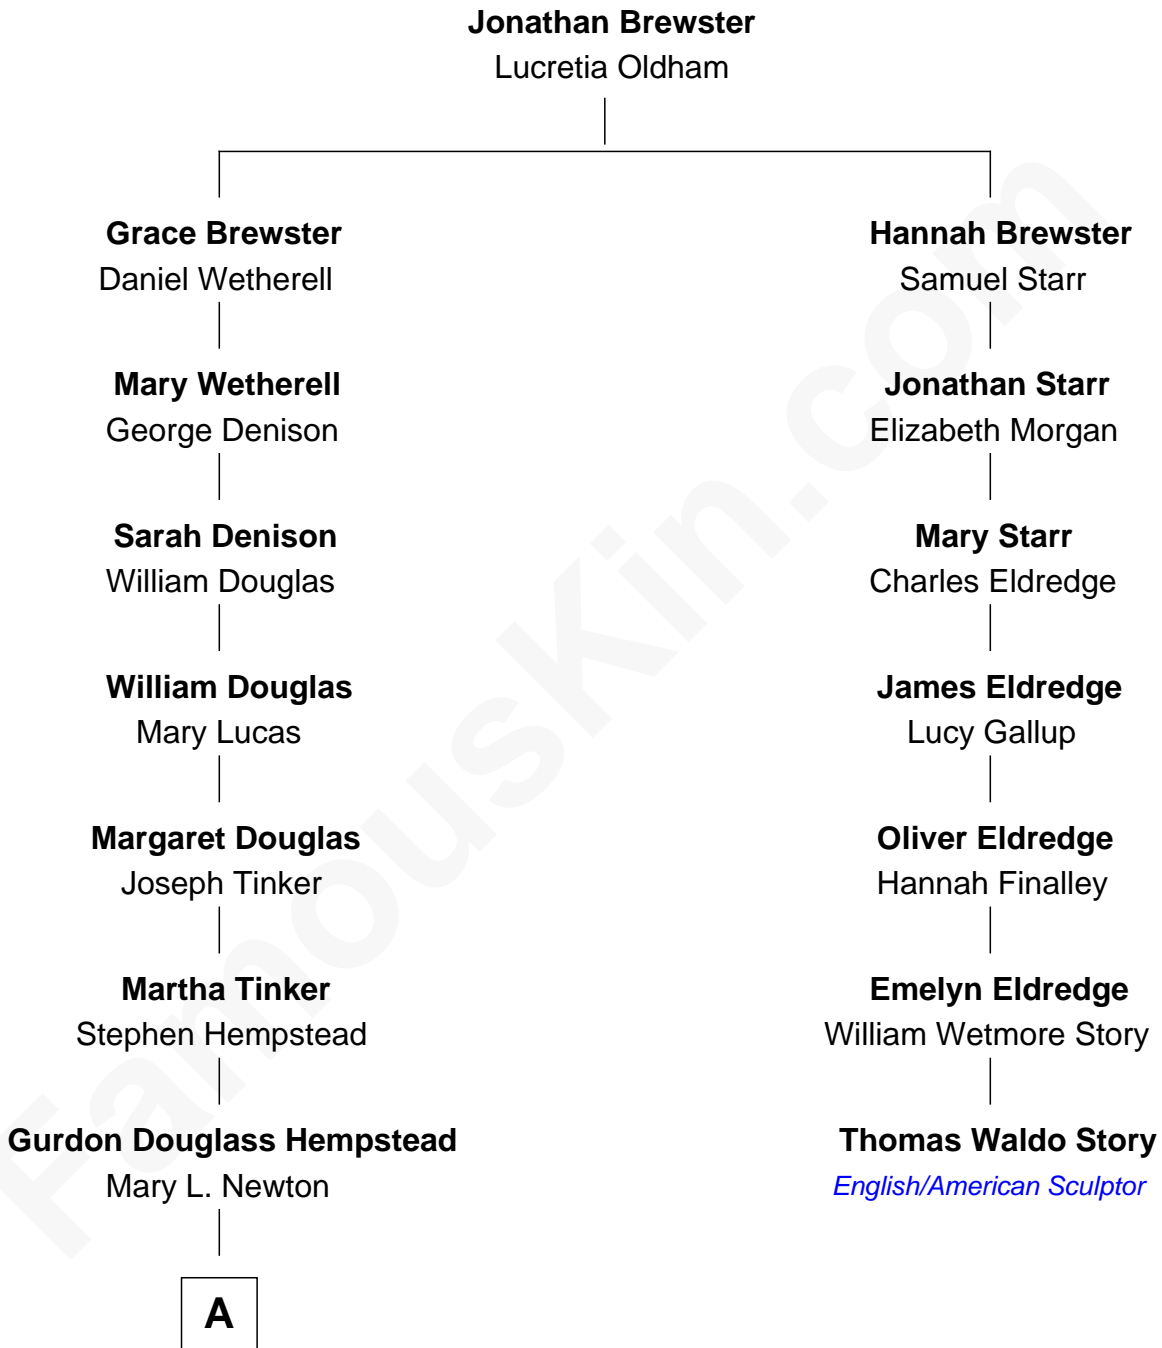 Jonathan Brewster
Lucretia Oldham
Grace Brewster
Daniel Wetherell
Hannah Brewster
Samuel Starr
Mary Wetherell
George Denison
Jonathan Starr
Elizabeth Morgan
Sarah Denison
William Douglas
Mary Starr
Charles Eldredge
William Douglas
Mary Lucas
James Eldredge
Lucy Gallup
Margaret Douglas
Joseph Tinker
Oliver Eldredge
Hannah Finalley
Martha Tinker
Stephen Hempstead
Emelyn Eldredge
William Wetmore Story
Gurdon Douglass Hempstead
Mary L. Newton
Thomas Waldo Story
English/American Sculptor
A
FamousKin.com